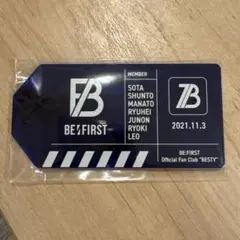 BE:FIRST
MEMBER
SOTA
SHUNTO
MANATO
RYUHEI
JUNON
RYOKI
LEO
2021.11.3
BE:FIRST
Official Fan Club "BESTY"